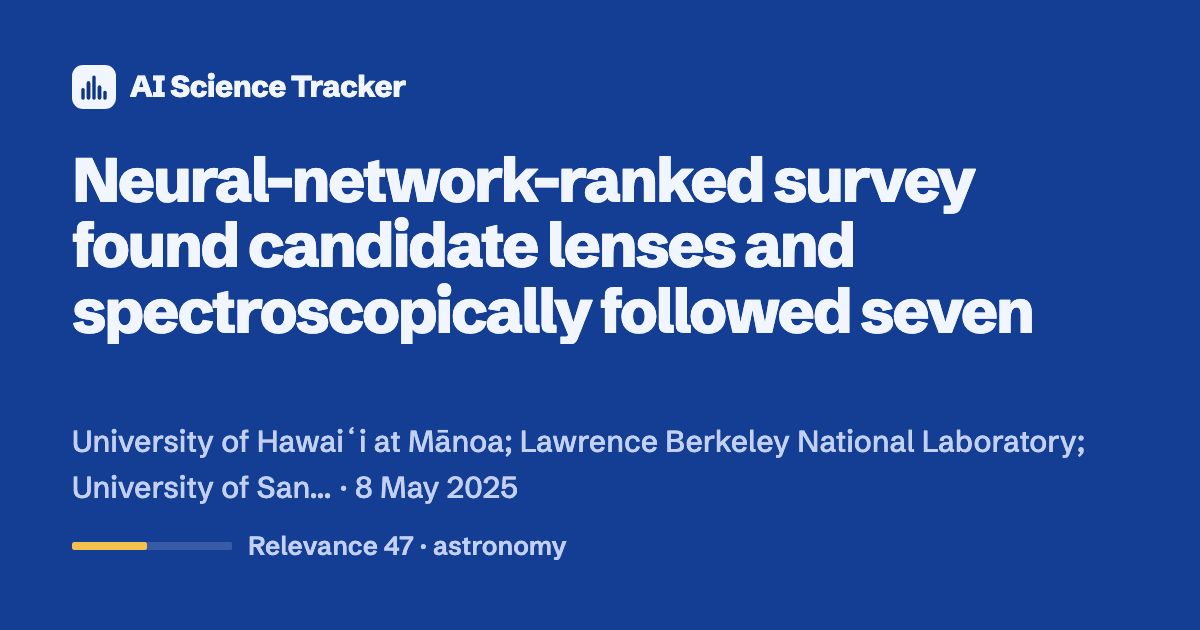 AI Science Tracker
Neural-network-ranked survey
found candidate lenses and
spectroscopically followed seven
University of Hawaiʻi at Mānoa; Lawrence Berkeley National Laboratory;
University of San... · 8 May 2025
Relevance 47 · astronomy